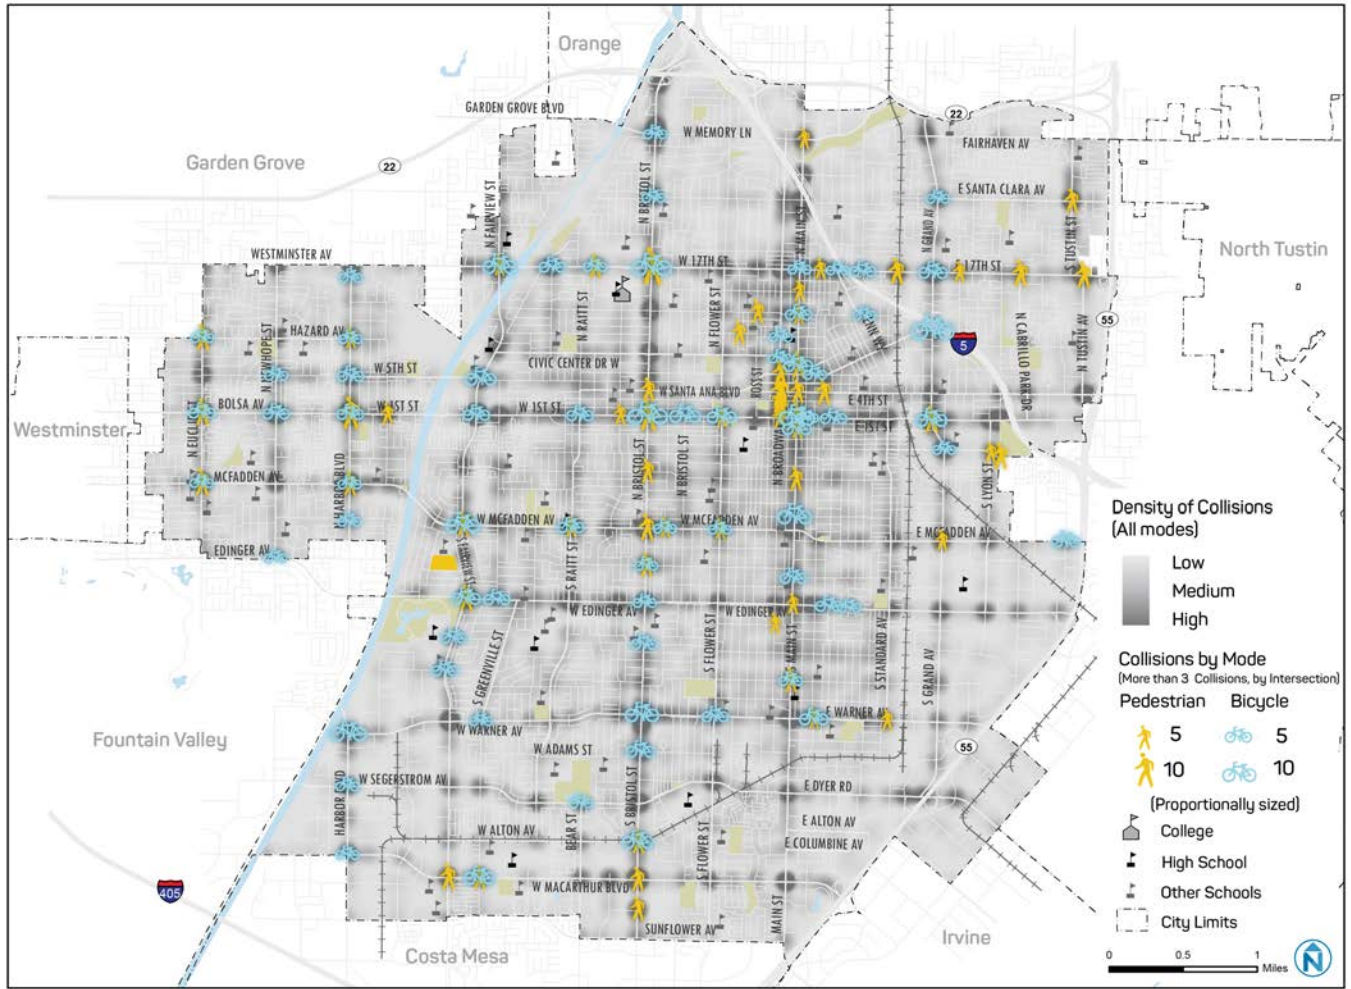 Orange
GARDEN GROVE BLVD
W MEMORY LN
22
FAIRHAVEN AV
Garden Grove
22
N FAIRVIEW ST
N BRISTOL ST
N MAIN ST
N GRAND AV
E SANTA CLARA AV
S TUSTIN ST
North Tustin
WESTMINSTER AV
W 17TH ST
E 17TH ST
N RAITT ST
N FLOWER ST
55
HAZARD AV
5
N CABRILLO PARK DR
N TUSTIN AV
CIVIC CENTER DR W
W 5TH ST
W SANTA ANA BLVD
ROSS ST
E 4TH ST
BOLSA AV
W 1ST ST
W 1ST ST
E 1ST ST
Westminster
N BRISTOL ST
N BRISTOL ST
S LYON ST
MCFADDEN AV
W MCFADDEN AV
W MCFADDEN AV
E MCFADDEN AV
EDINGER AV
S RAITT ST
W EDINGER AV
W EDINGER AV
S GREENVILLE ST
S FLOWER ST
MAIN ST
S STANDARD AV
S GRAND AV
W WARNER AV
E WARNER AV
Fountain Valley
W ADAMS ST
55
W SEGERSTROM AV
E DYER RD
HARBOR BLVD
S BRISTOL ST
W ALTON AV
BEAR ST
S FLOWER ST
E ALTON AV
E COLUMBINE AV
405
W MACARTHUR BLVD
MAIN ST
SUNFLOWER AV
Costa Mesa
Irvine
Density of Collisions
(All modes)
Low
Medium
High
Collisions by Mode
(More than 3 Collisions, by Intersection)
Pedestrian Bicycle
5 5
10 10
(Proportionally sized)
College
High School
Other Schools
City Limits
0 0.5 1
Miles
N